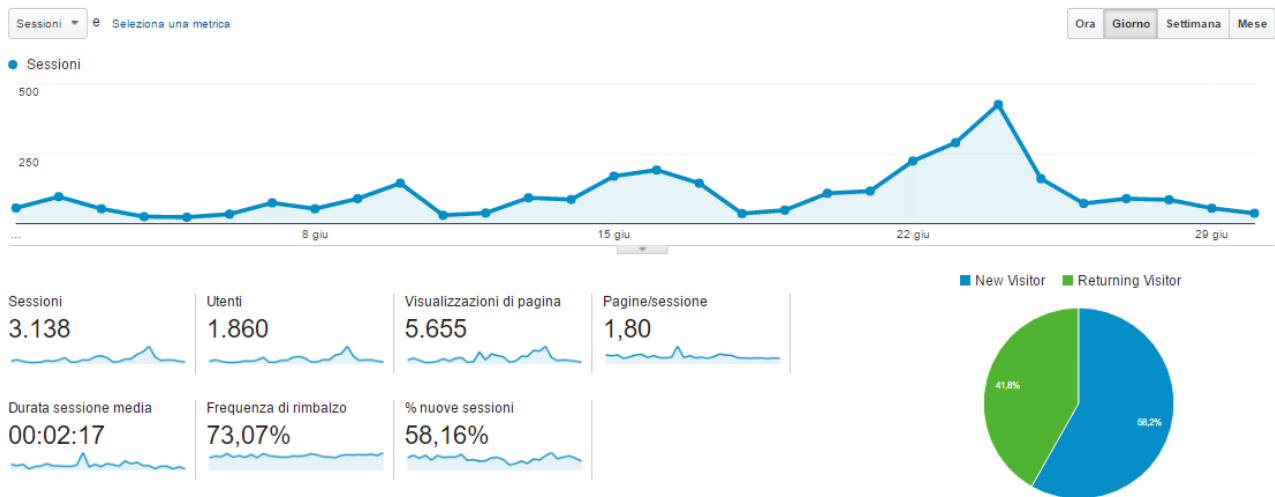 Sessioni e Seleziona una metrica
Ora Giorno Settimana Mese
Sessioni
500
250
... 8 giu 15 giu 22 giu 29 giu
New Visitor Returning Visitor
Sessioni Utenti Visualizzazioni di pagina Pagine/sessione
3.138 1.860 5.655 1,80
41,8%
58,2%
Durata sessione media Frequenza di rimbalzo % nuove sessioni
00:02:17 73,07% 58,16%